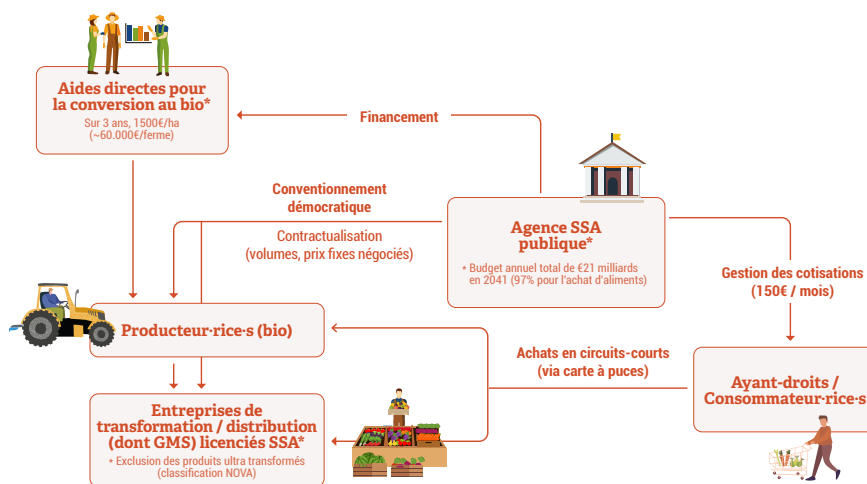 Aides directes pour
la conversion au bio*
Sur 3 ans, 1500€/ha
(~60.000€/ferme)
Financement
Conventionnement
démocratique
Contractualisation
(volumes, prix fixes négociés)
Agence SSA
publique*
* Budget annuel total de €21 milliards
en 2041 (97% pour l'achat d'aliments)
Gestion des cotisations
(150€ / mois)
Producteur·rice·s (bio)
Achats en circuits-courts
(via carte à puces)
Ayant-droits /
Consommateur·rice·s
Entreprises de
transformation / distribution
(dont GMS) licenciés SSA*
* Exclusion des produits ultra transformés
(classification NOVA)